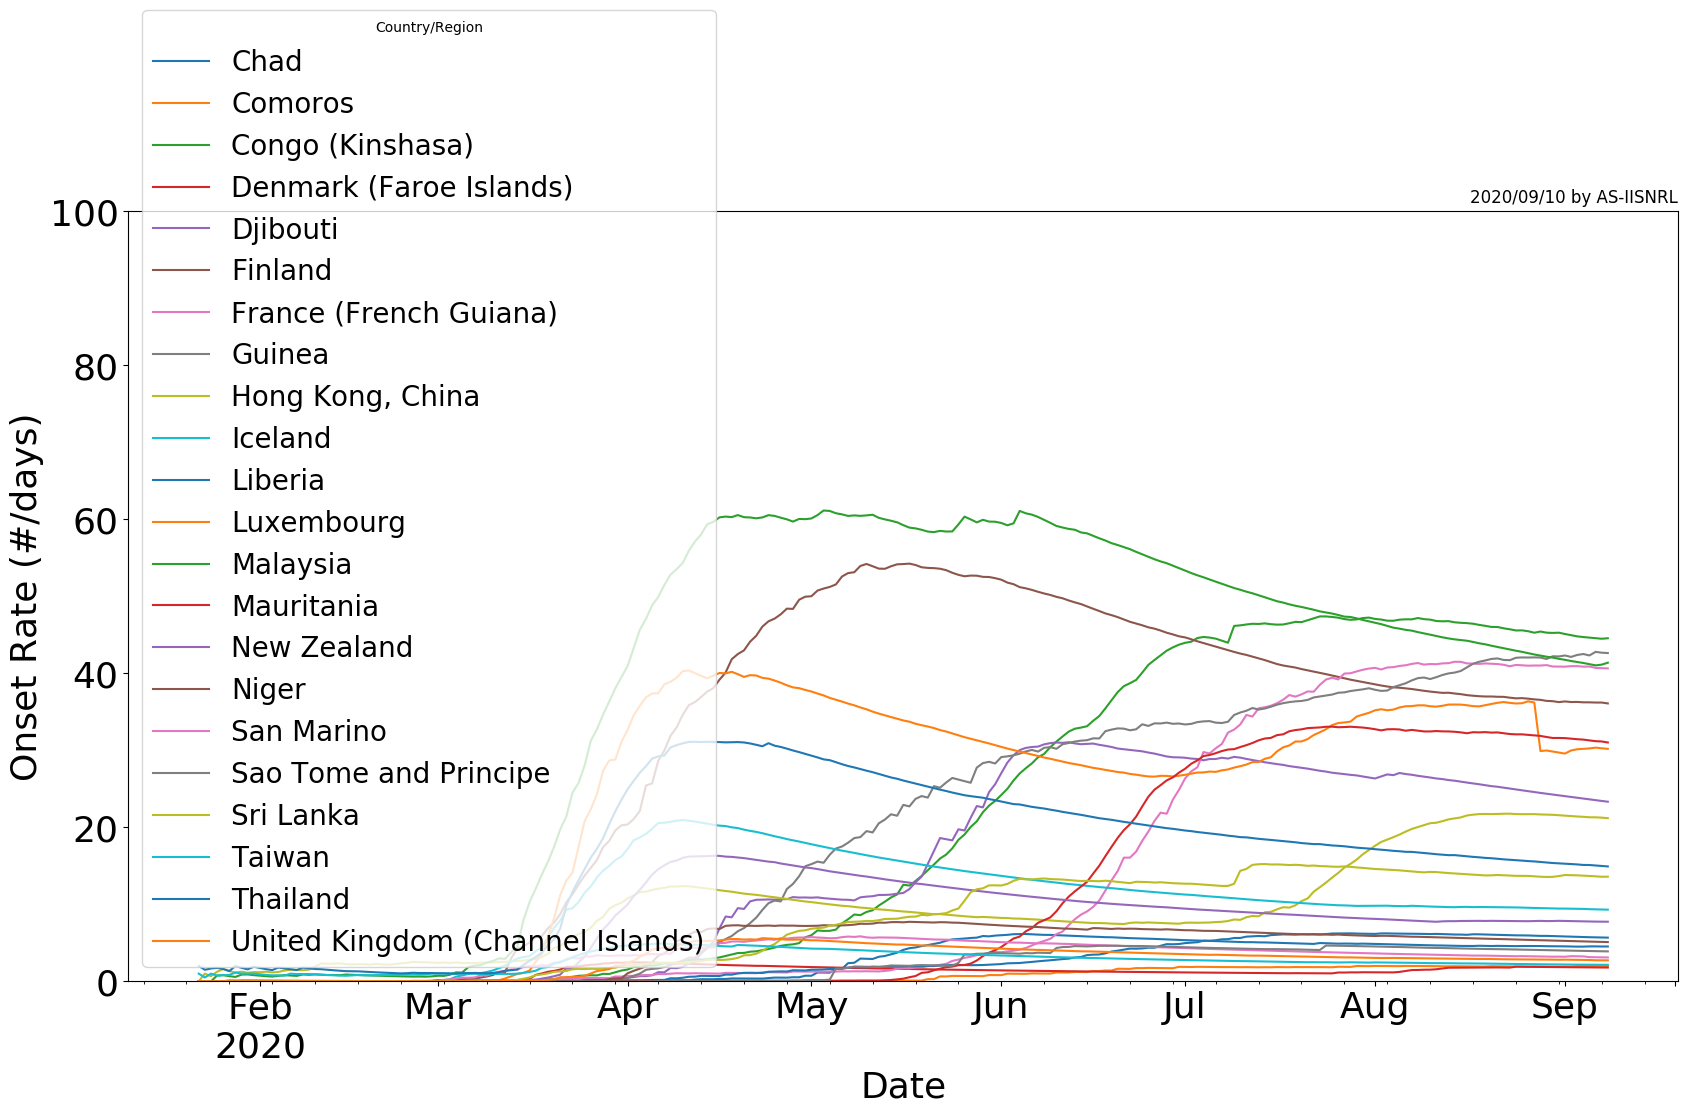 Country/Region
Chad
Comoros
Congo (Kinshasa)
Denmark (Faroe Islands)
Djibouti
Finland
France (French Guiana)
Guinea
Hong Kong, China
Iceland
Liberia
Luxembourg
Malaysia
Mauritania
New Zealand
Niger
San Marino
Sao Tome and Principe
Sri Lanka
Taiwan
Thailand
United Kingdom (Channel Islands)
2020/09/10 by AS-IISNRL
Onset Rate (#/days)
100
80
60
40
20
0
Feb Mar Apr May Jun Jul Aug Sep
2020
Date